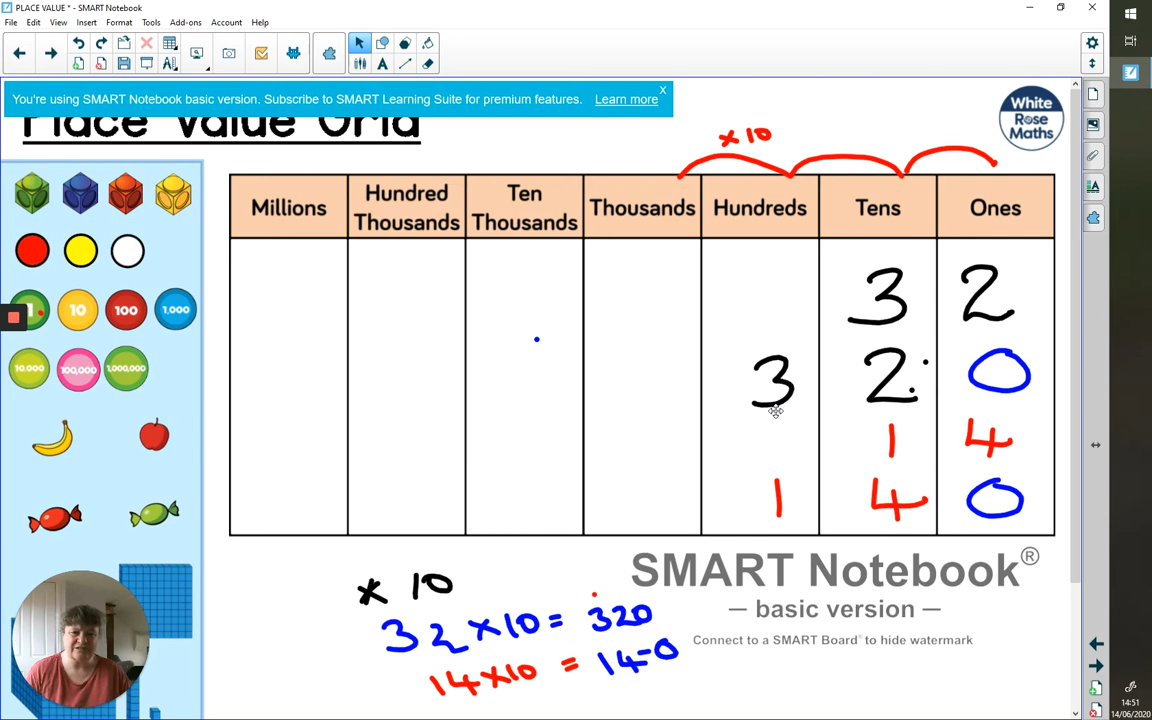 PLACE VALUE * - SMART Notebook
File Edit View Insert Format Tools Add-ons Account Help
You're using SMART Notebook basic version. Subscribe to SMART Learning Suite for premium features. Learn more X
Place Value Grid
White
Rose
Maths
× 10
Millions Hundred Thousands Ten Thousands Thousands Hundreds Tens Ones
3 2
3 2 0
1 4
1 4 0
1 10 100 1,000
10,000 100,000 1,000,000
SMART Notebook®
— basic version —
Connect to a SMART Board® to hide watermark
× 10
32 × 10 = 320
14 × 10 = 140
14:51
14/06/2020